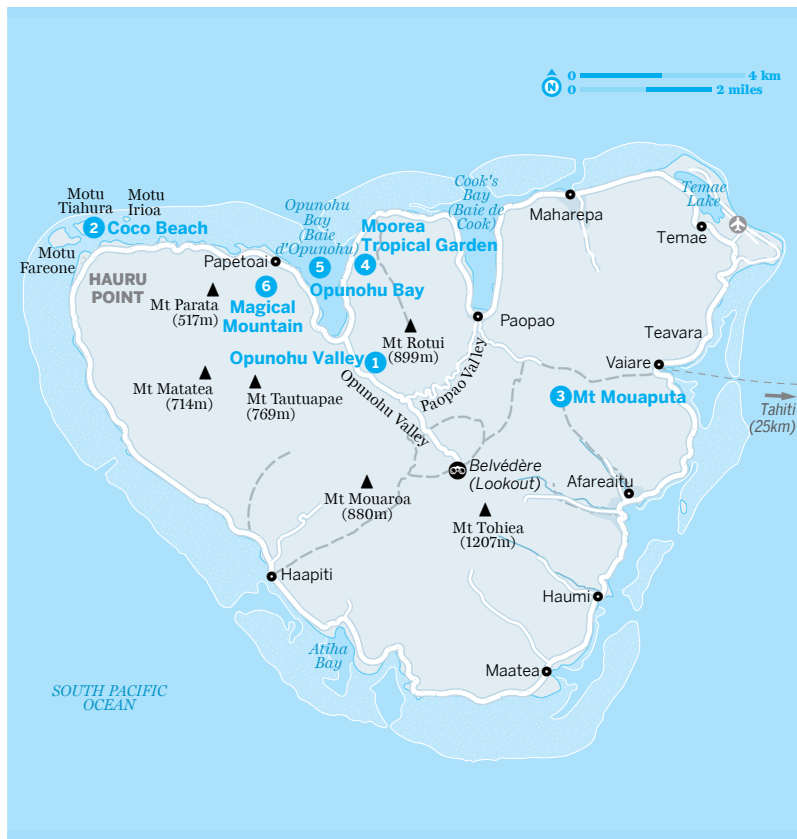 0
4 km
N
0
2 miles
Cook's
Bay
(Baie de
Cook)
Temae
Lake
Motu
Tiahura
Motu
Irioa
Opunohu
Bay
(Baie
d'Opunohu)
Maharepa
2 Coco Beach
Moorea
Tropical Garden
4
Temae
Motu
Fareone
Papetoai
5
Opunohu Bay
HAURU
POINT
6
Magical
Mountain
Mt Parata
(517m)
Paopao
Mt Rotui
(899m)
Teavara
Opunohu Valley 1
Paopao Valley
Vaiare
Mt Matatea
(714m)
Mt Tautuapae
(769m)
Opunohu Valley
3 Mt Mouaputa
Tahiti
(25km)
Belvédère
(Lookout)
Afareaitu
Mt Mouaroa
(880m)
Mt Tohiea
(1207m)
Haapiti
Haumi
Atiha
Bay
Maatea
SOUTH PACIFIC
OCEAN